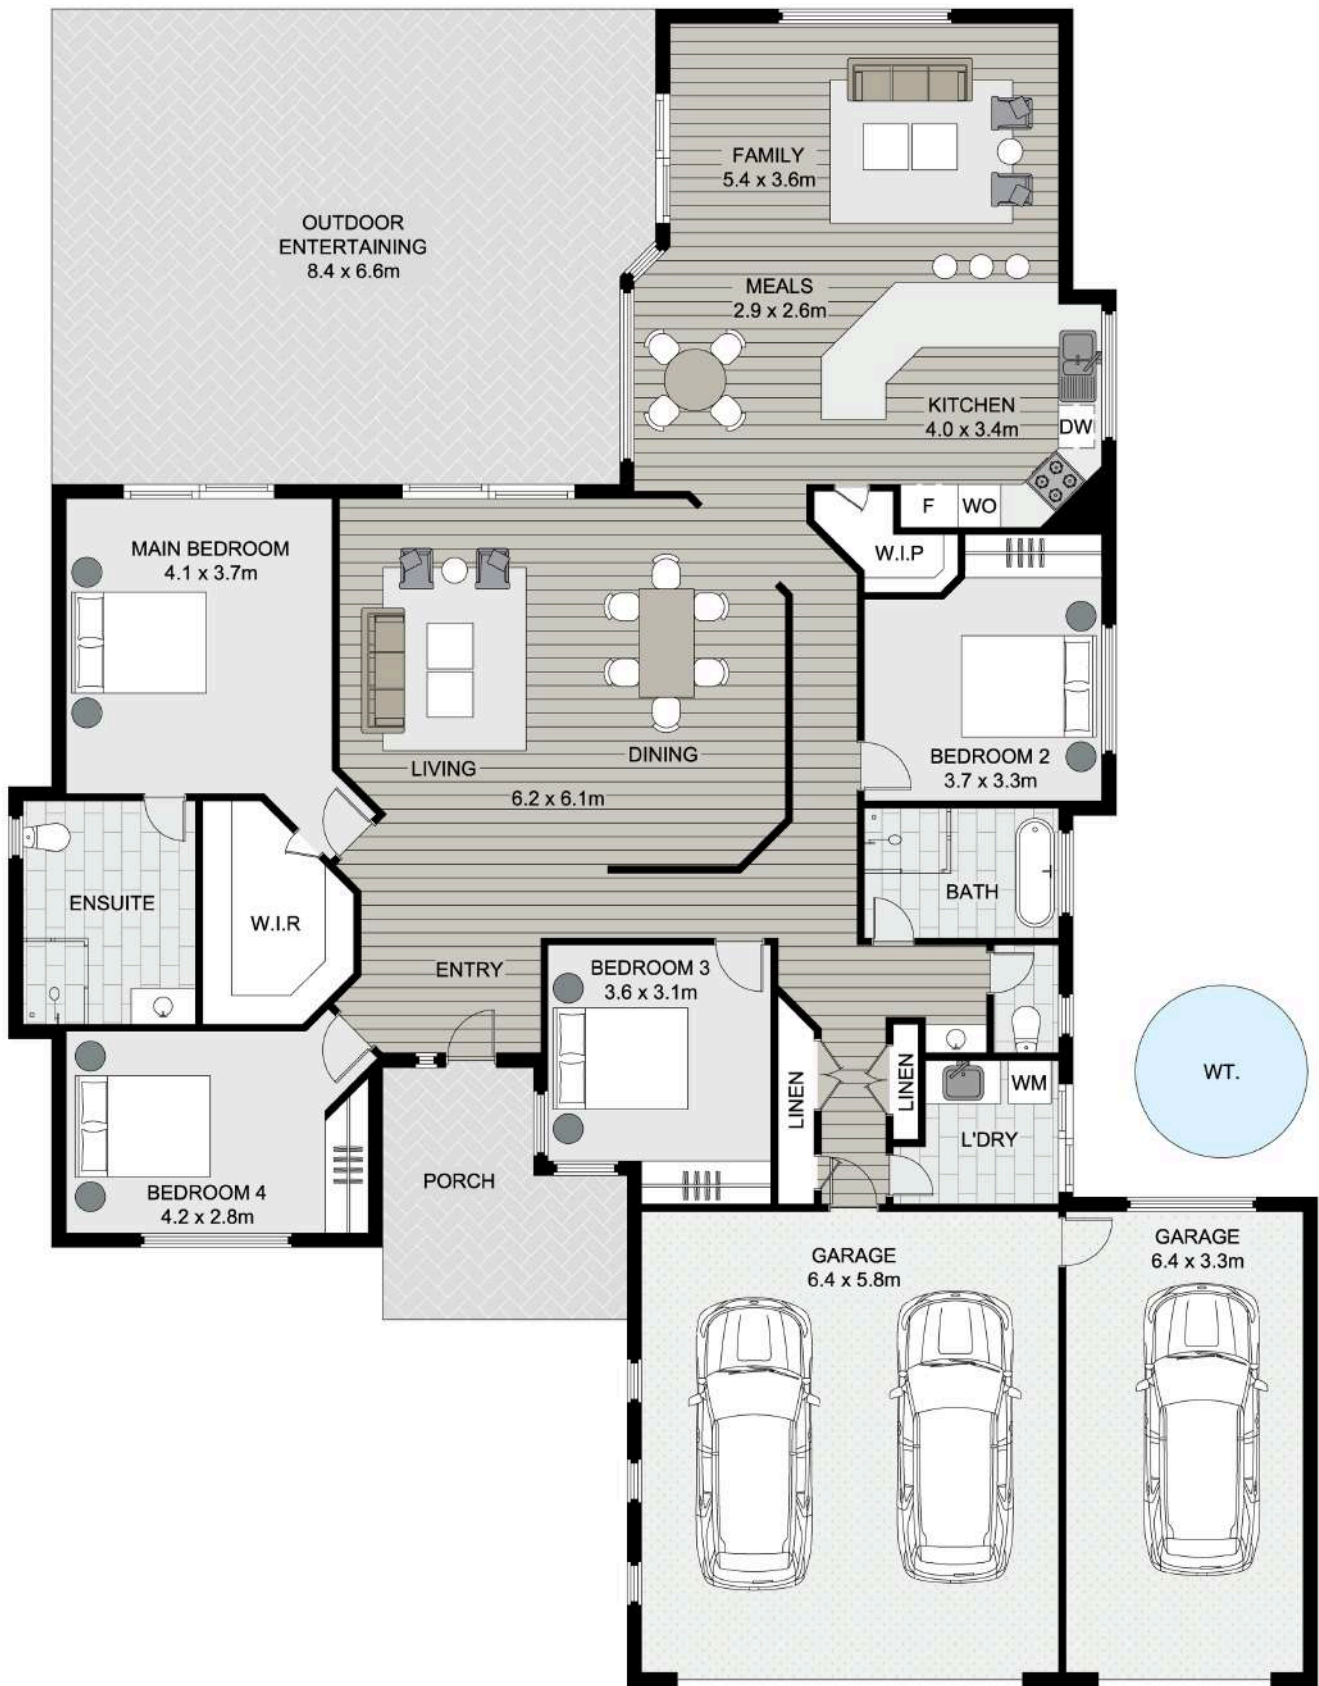 FAMILY
5.4 x 3.6m
OUTDOOR
ENTERTAINING
8.4 x 6.6m
MEALS
2.9 x 2.6m
KITCHEN
4.0 x 3.4m
DW
F
WO
W.I.P
MAIN BEDROOM
4.1 x 3.7m
LIVING
DINING
6.2 x 6.1m
BEDROOM 2
3.7 x 3.3m
ENSUITE
W.I.R
BATH
ENTRY
BEDROOM 3
3.6 x 3.1m
LINEN
LINEN
WM
WT.
L'DRY
PORCH
BEDROOM 4
4.2 x 2.8m
GARAGE
6.4 x 5.8m
GARAGE
6.4 x 3.3m